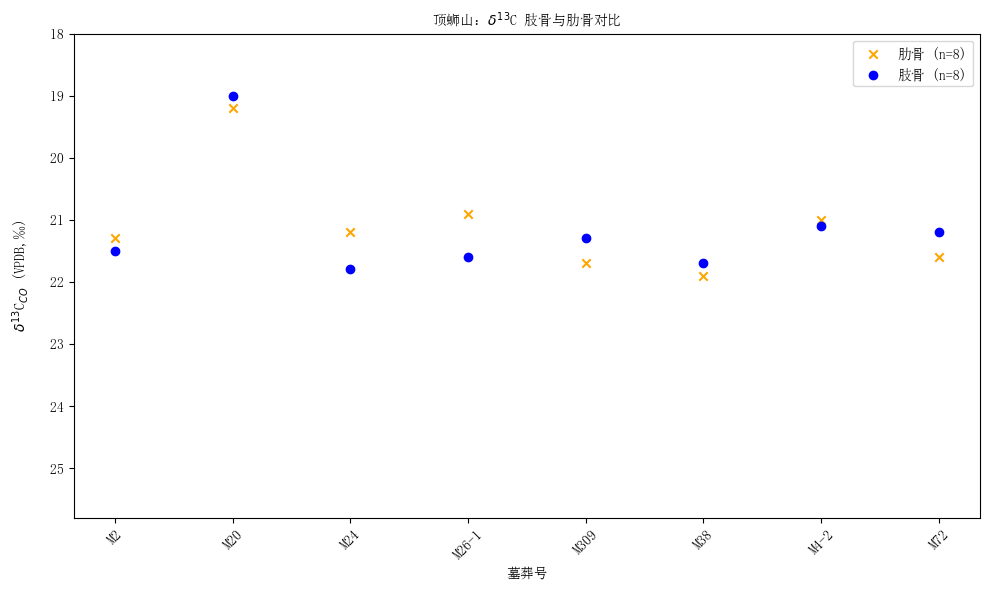 顶蛳山: δ¹³C 肢骨与肋骨对比
肋骨 (n=8)
肢骨 (n=8)
18
19
20
21
22
23
24
25
δ¹³C_CO (VPDB,‰)
M2
M20
M24
M26-1
M309
M38
M4-2
M72
墓葬号